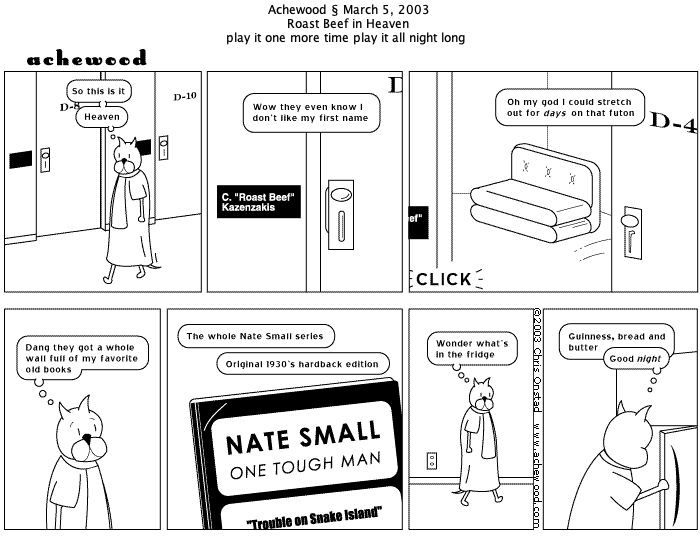 Achewood § March 5, 2003
Roast Beef in Heaven
play it one more time play it all night long
achewood
So this is it
Heaven
D-8
D-10
Wow they even know I
don't like my first name
D
C. "Roast Beef"
Kazenzakis
Oh my god I could stretch
out for days on that futon
D-4
ef"
CLICK
Dang they got a whole
wall full of my favorite
old books
The whole Nate Small series
Original 1930's hardback edition
NATE SMALL
ONE TOUGH MAN
"Trouble on Snake Island"
Wonder what's
in the fridge
©2003 Chris Onstad www.achewood.com
Guinness, bread and
butter
Good night